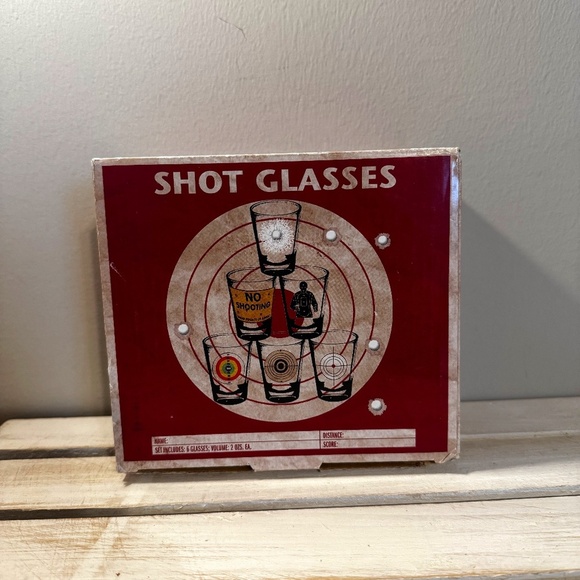 SHOT GLASSES
NO
SHOOTING
NAME:
DISTANCE:
SET INCLUDES: 6 GLASSES; VOLUME: 2 OZS. EA.
SCORE: